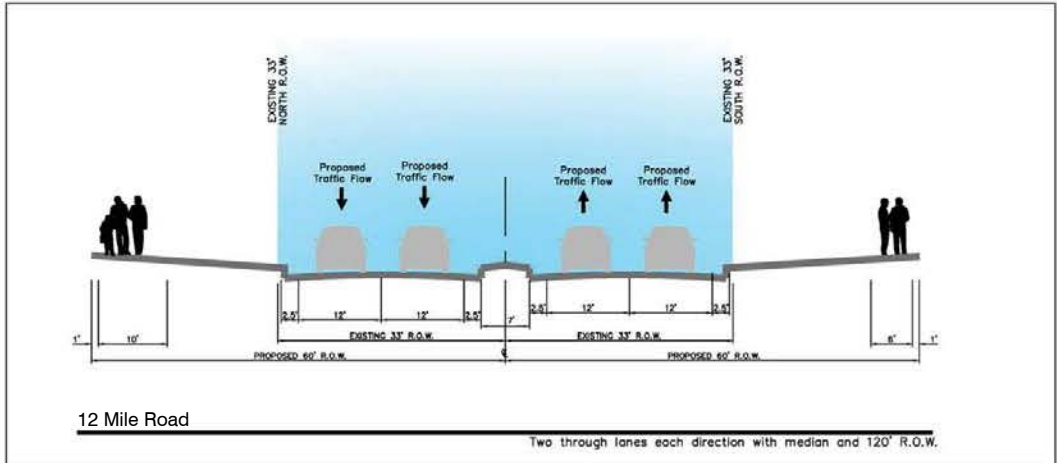 EXISTING 33'
NORTH R.O.W.
EXISTING 33'
SOUTH R.O.W.
Proposed
Traffic Flow
Proposed
Traffic Flow
Proposed
Traffic Flow
Proposed
Traffic Flow
2.5' 12' 12' 2.5' 7' 2.5' 12' 12' 2.5'
EXISTING 33' R.O.W. EXISTING 33' R.O.W.
1' 10' 6' 1'
PROPOSED 60' R.O.W. ℄ PROPOSED 60' R.O.W.
12 Mile Road
Two through lanes each direction with median and 120' R.O.W.